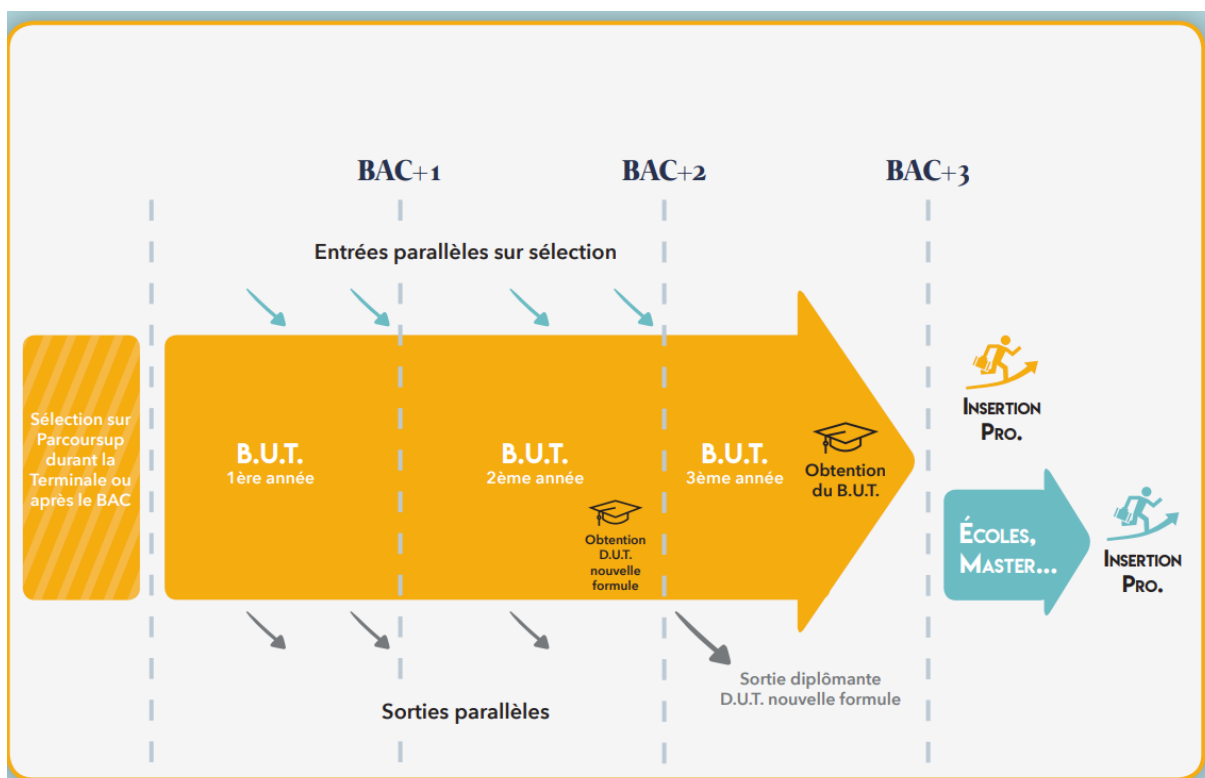 BAC+1
BAC+2
BAC+3
Entrées parallèles sur sélection
Sélection sur
Parcoursup
durant la
Terminale ou
après le BAC
B.U.T.
1ère année
B.U.T.
2ème année
Obtention
D.U.T.
nouvelle
formule
B.U.T.
3ème année
Obtention
du B.U.T.
INSERTION
PRO.
ÉCOLES,
MASTER...
INSERTION
PRO.
Sorties parallèles
Sortie diplômante
D.U.T. nouvelle formule